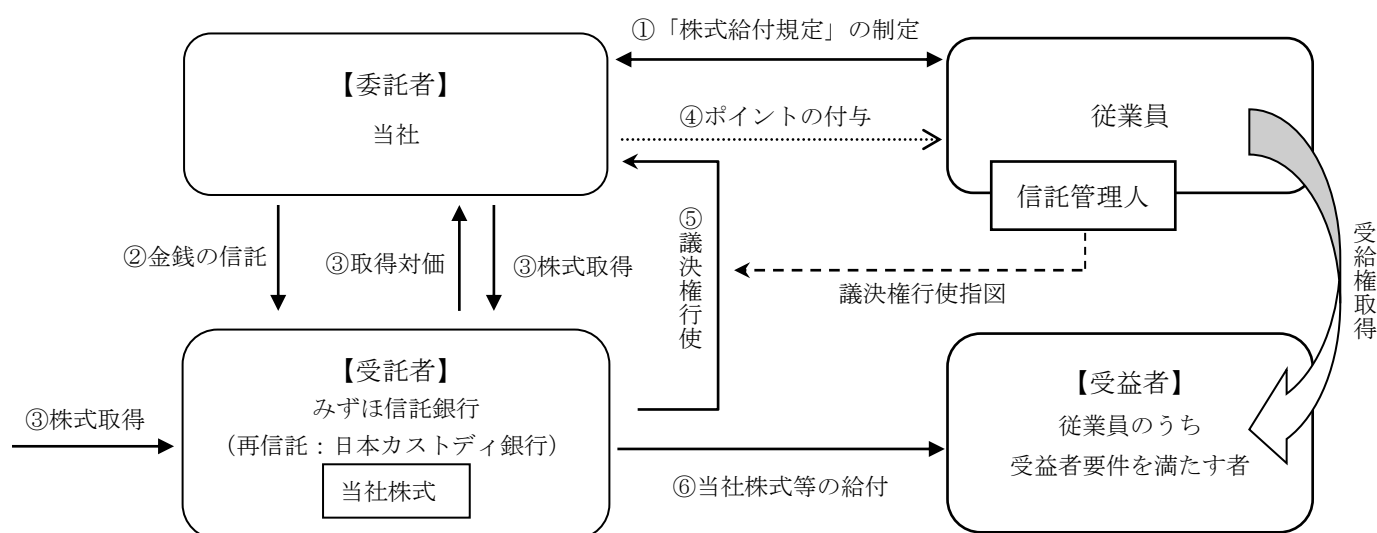 ①「株式給付規定」の制定
【委託者】
当社
④ポイントの付与
従業員
信託管理人
②金銭の信託
③取得対価
③株式取得
⑤議決権行使
議決権行使指図
受給権取得
【受託者】
みずほ信託銀行
(再信託:日本カストディ銀行)
当社株式
③株式取得
⑥当社株式等の給付
【受益者】
従業員のうち
受益者要件を満たす者